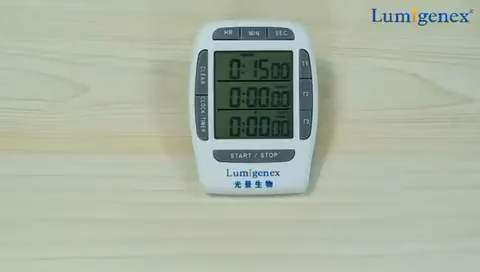 Lumigenex®
HR MIN SEC
CLEAR
0:15 00
T1
0:00 00
T2
CLOCK/TIMER
0:00 00
T3
START / STOP
Lumigenex
光景生物